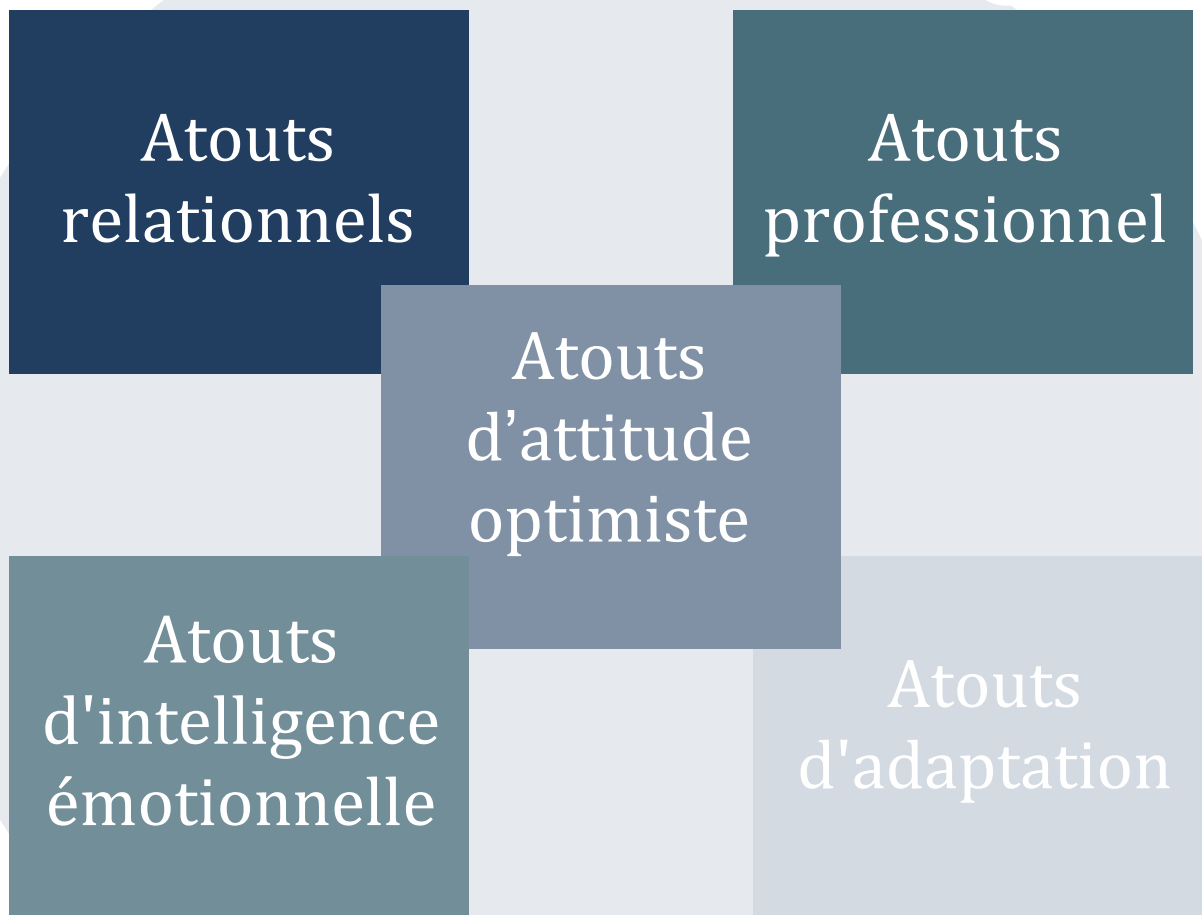 Atouts
relationnels
Atouts
professionnel
Atouts
d’attitude
optimiste
Atouts
d'intelligence
émotionnelle
Atouts
d'adaptation